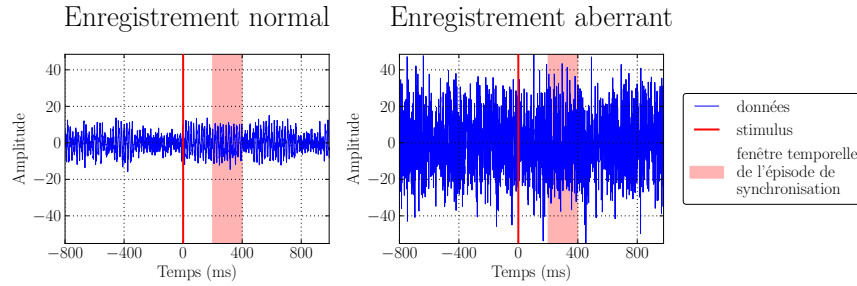 Enregistrement normal
Enregistrement aberrant
Amplitude
40
20
0
−20
−40
−800
−400
0
400
800
Temps (ms)
Amplitude
40
20
0
−20
−40
−800
−400
0
400
800
Temps (ms)
données
stimulus
fenêtre temporelle
de l'épisode de
synchronisation